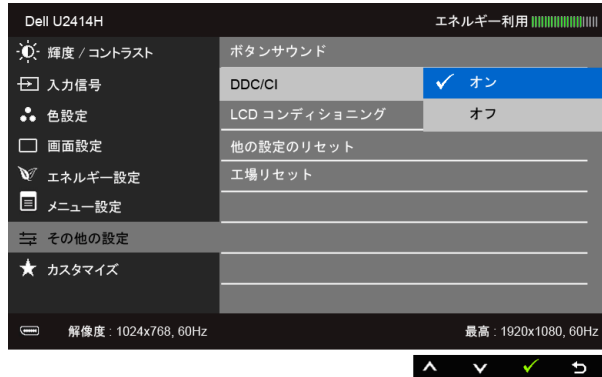 Dell U2414H エネルギー利用
輝度 / コントラスト
入力信号
色設定
画面設定
エネルギー設定
メニュー設定
その他の設定
カスタマイズ
ボタンサウンド
DDC/CI
LCD コンディショニング
他の設定のリセット
工場リセット
オン
オフ
解像度 : 1024x768, 60Hz 最高 : 1920x1080, 60Hz